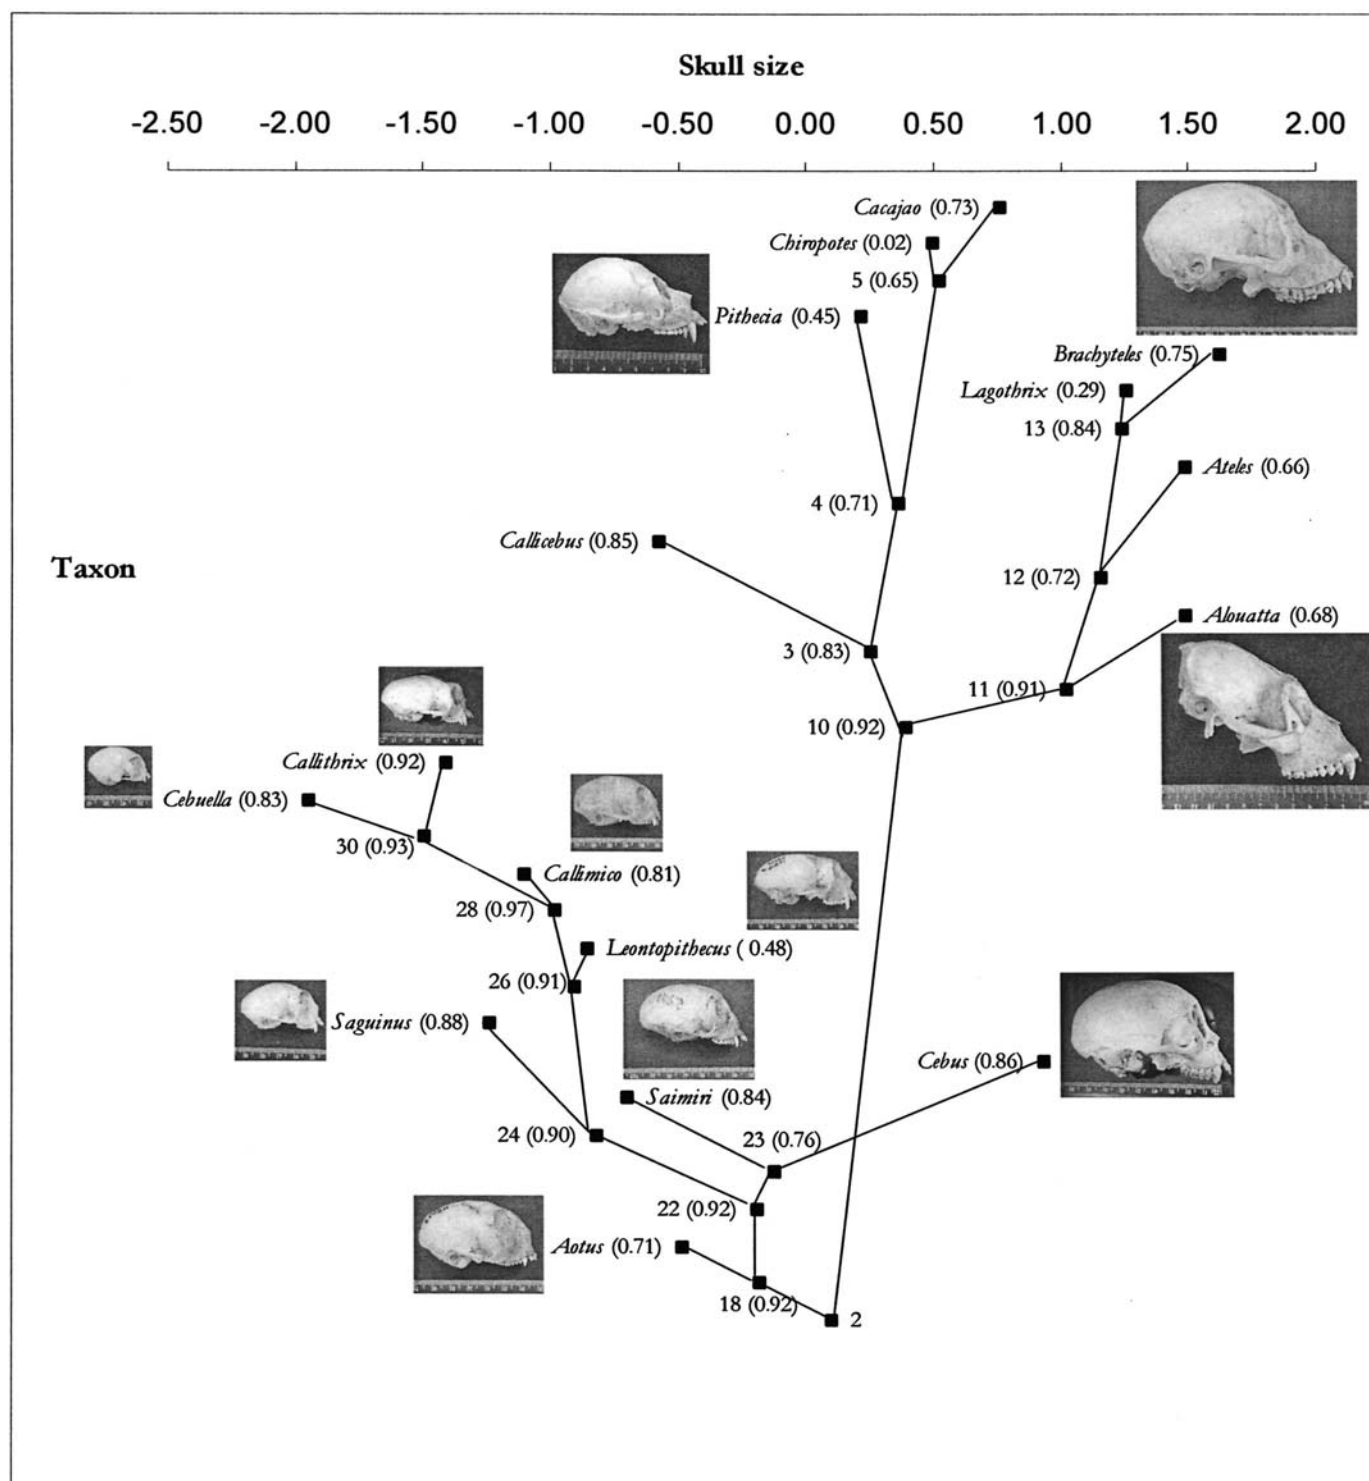 Skull size
-2.50 -2.00 -1.50 -1.00 -0.50 0.00 0.50 1.00 1.50 2.00
Cacajao (0.73)
Chiropotes (0.02)
5 (0.65)
Pithecia (0.45)
Brachyteles (0.75)
Lagothrix (0.29)
13 (0.84)
Ateles (0.66)
4 (0.71)
Callicebus (0.85)
Taxon
12 (0.72)
Alouatta (0.68)
3 (0.83)
11 (0.91)
10 (0.92)
Callithrix (0.92)
Cebuella (0.83)
30 (0.93)
Callimico (0.81)
28 (0.97)
Leontopithecus ( 0.48)
26 (0.91)
Saguinus (0.88)
Cebus (0.86)
Saimiri (0.84)
24 (0.90)
23 (0.76)
22 (0.92)
Aotus (0.71)
18 (0.92)
2